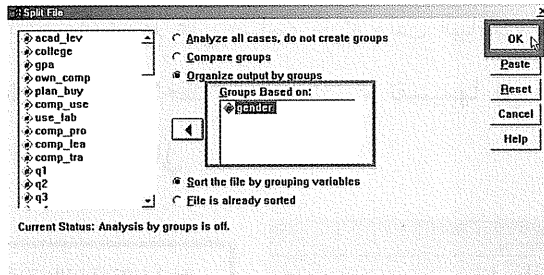 Split File
acad_lev
college
gpa
own_comp
plan_buy
comp_use
use_lab
comp_pro
comp_lea
comp_tra
q1
q2
q3
Analyze all cases, do not create groups
Compare groups
Organize output by groups
Groups Based on:
gender
Sort the file by grouping variables
File is already sorted
OK
Paste
Reset
Cancel
Help
Current Status: Analysis by groups is off.